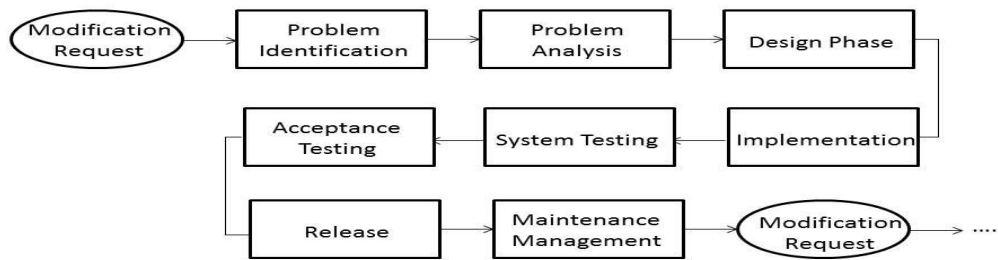 Modification
Request
Problem
Identification
Problem
Analysis
Design Phase
Acceptance
Testing
System Testing
Implementation
Release
Maintenance
Management
Modification
Request
....